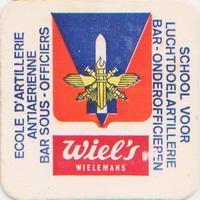 ECOLE D'ARTILLERIE
ANTIAERIENNE
BAR SOUS-OFFICIERS
SCHOOL VOOR
LUCHTDOELARTILLERIE
BAR-ONDEROFFICIEREN
Wiel's
WIELEMANS